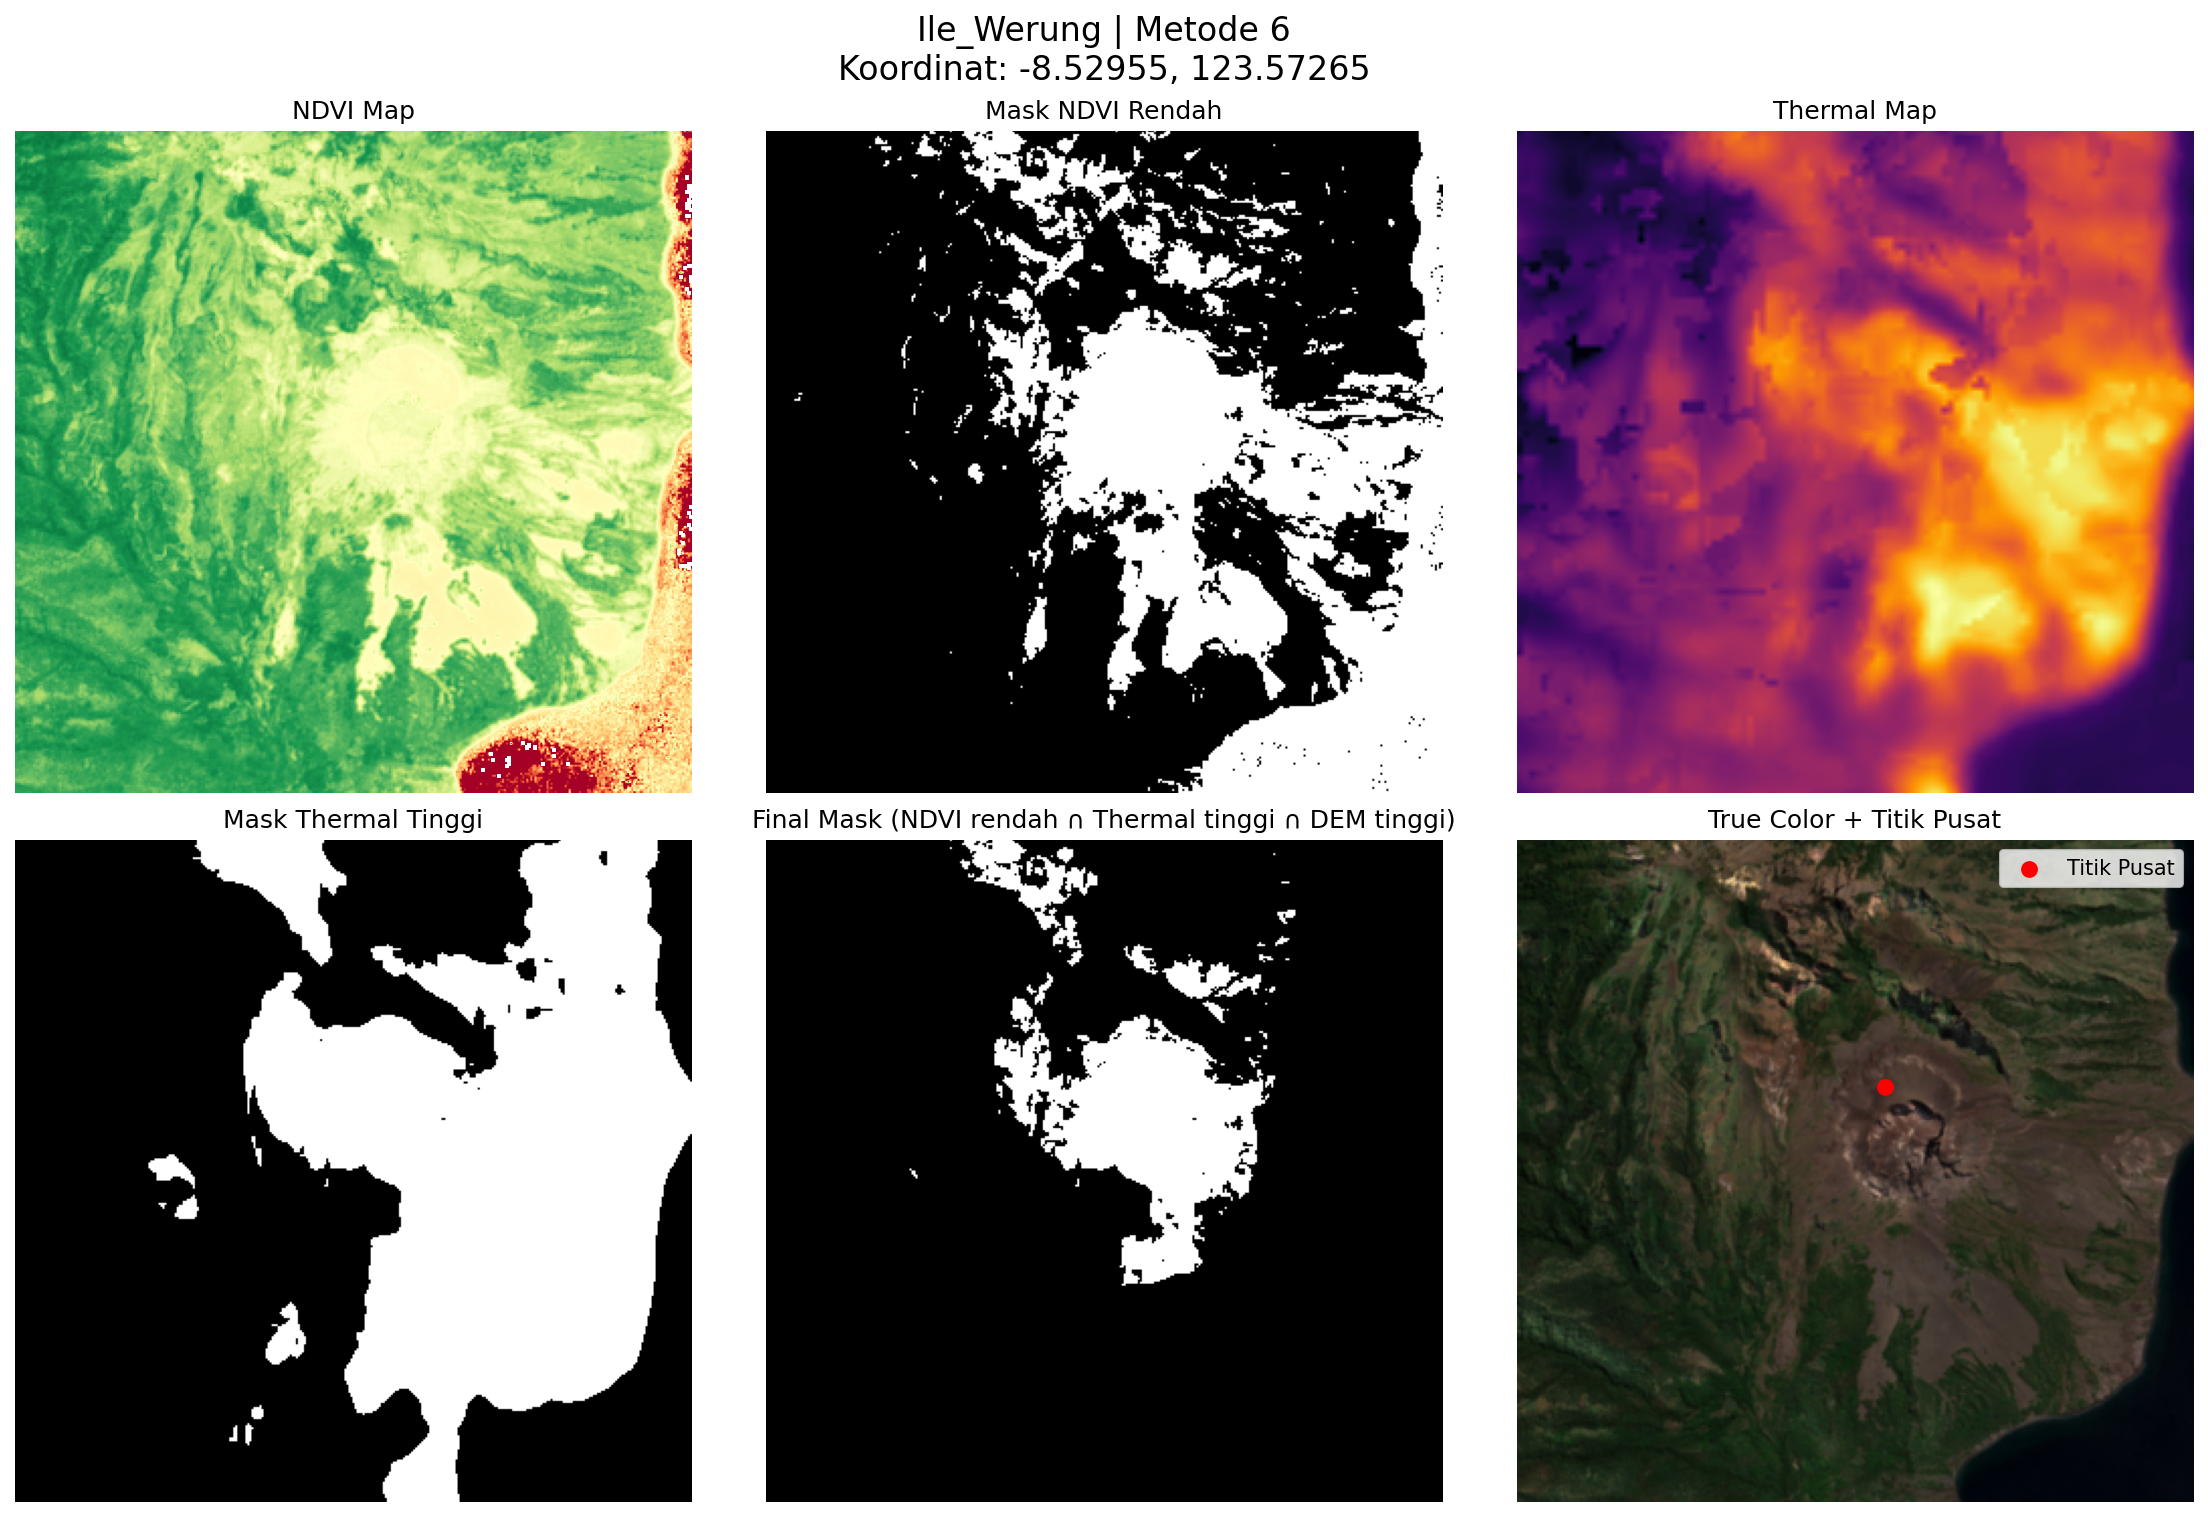 Ile_Werung | Metode 6
Koordinat: -8.52955, 123.57265
NDVI Map
Mask NDVI Rendah
Thermal Map
Mask Thermal Tinggi
Final Mask (NDVI rendah ∩ Thermal tinggi ∩ DEM tinggi)
True Color + Titik Pusat
Titik Pusat